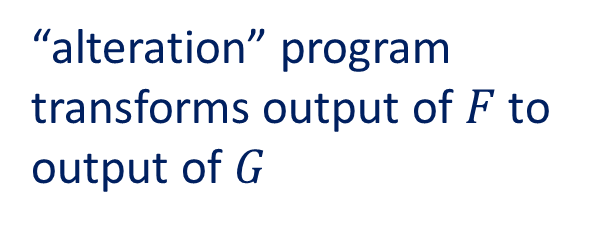 “alteration” program
transforms output of F to
output of G